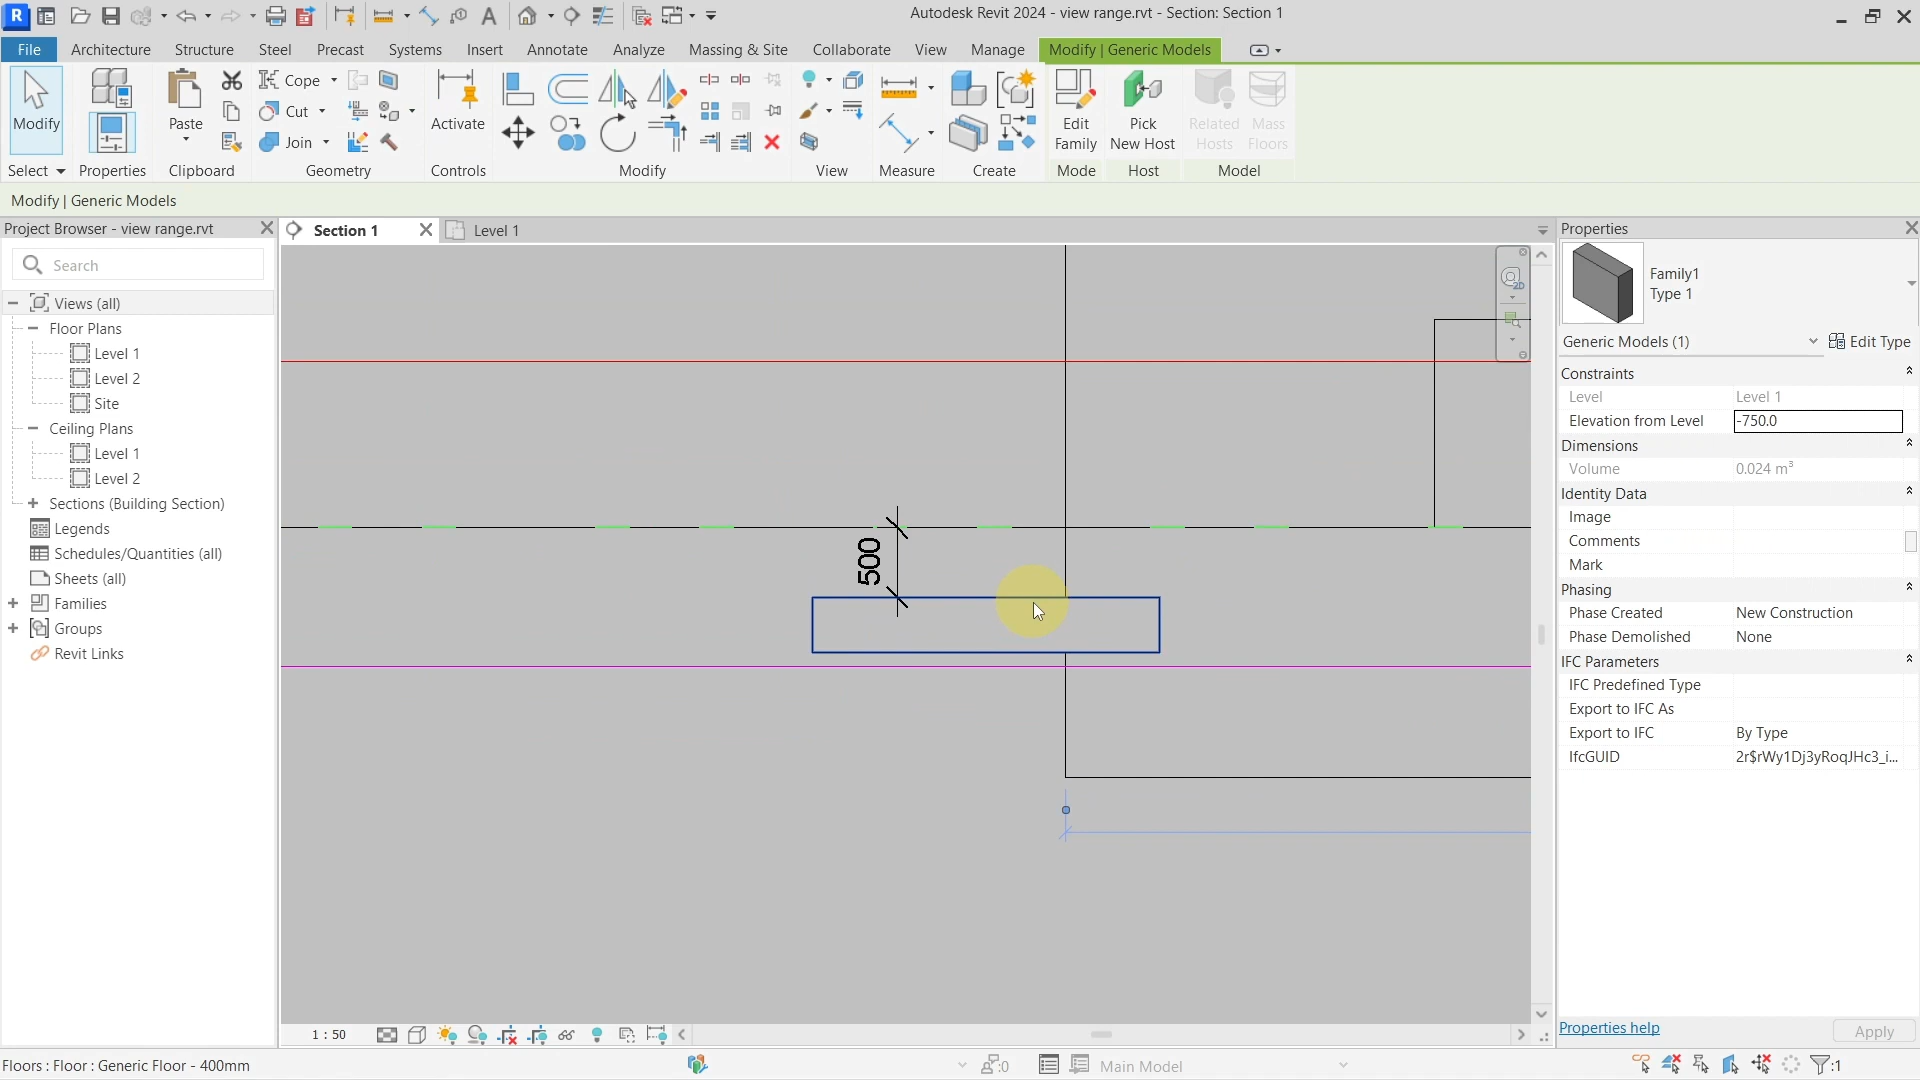 Autodesk Revit 2024 - view range.rvt - Section: Section 1
File Architecture Structure Steel Precast Systems Insert Annotate Analyze Massing & Site Collaborate View Manage Modify | Generic Models
Modify
Paste
Cope
Cut
Join
Activate
Edit Family
Pick New Host
Related Hosts
Mass Floors
Select Properties Clipboard Geometry Controls Modify View Measure Create Mode Host Model
Modify | Generic Models
Project Browser - view range.rvt
Search
Views (all)
Floor Plans
Level 1
Level 2
Site
Ceiling Plans
Level 1
Level 2
Sections (Building Section)
Legends
Schedules/Quantities (all)
Sheets (all)
Families
Groups
Revit Links
Section 1
Level 1
2D
500
Properties
Family1
Type 1
Generic Models (1) Edit Type
Constraints
Level Level 1
Elevation from Level -750.0
Dimensions
Volume 0.024 m³
Identity Data
Image
Comments
Mark
Phasing
Phase Created New Construction
Phase Demolished None
IFC Parameters
IFC Predefined Type
Export to IFC As
Export to IFC By Type
IfcGUID 2r$rWy1Dj3yRoqJHc3_i...
Properties help
Apply
1 : 50
Floors : Floor : Generic Floor - 400mm
:0
Main Model
:1